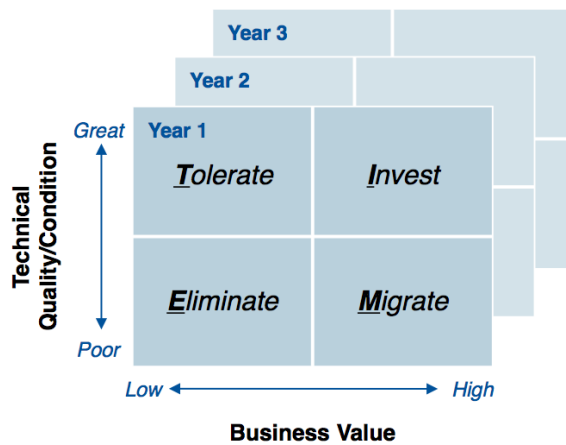 Year 3
Year 2
Great
Year 1
Tolerate
Invest
Technical
Quality/Condition
Eliminate
Migrate
Poor
Low
High
Business Value